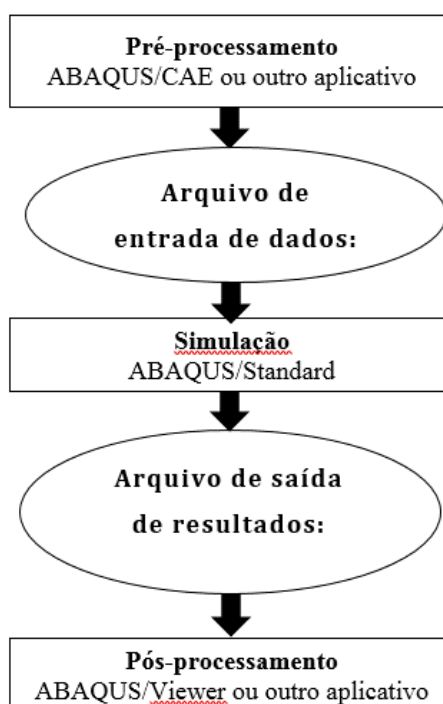 Pré-processamento
ABAQUS/CAE ou outro aplicativo
Arquivo de
entrada de dados:
Simulação
ABAQUS/Standard
Arquivo de saída
de resultados:
Pós-processamento
ABAQUS/Viewer ou outro aplicativo